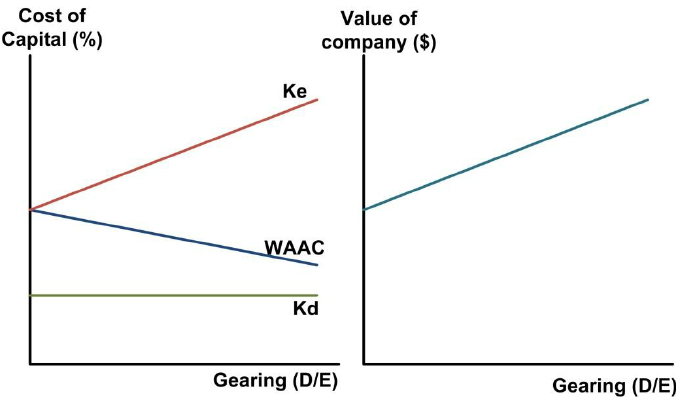 Cost of
Capital (%)
Value of
company ($)
Ke
WAAC
Kd
Gearing (D/E)
Gearing (D/E)